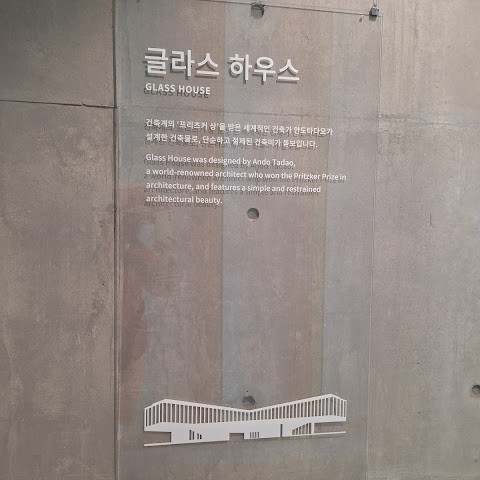 글라스 하우스
GLASS HOUSE
건축계의 '프리츠커 상'을 받은 세계적인 건축가 안도타다오가
설계한 건축물로, 단순하고 절제된 건축미가 돋보입니다.
Glass House was designed by Ando Tadao,
a world-renowned architect who won the Pritzker Prize in
architecture, and features a simple and restrained
architectural beauty.